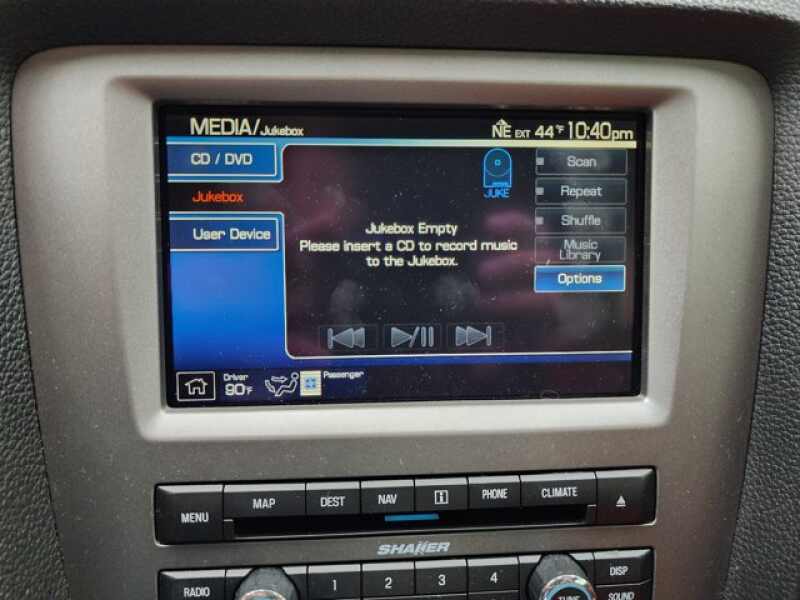 MEDIA/Jukebox NE EXT 44°F 10:40pm
CD / DVD
Jukebox
User Device
JUKE
Jukebox Empty
Please insert a CD to record music
to the Jukebox.
Scan
Repeat
Shuffle
Music
Library
Options
Driver
90°F
Passenger
MENU MAP DEST NAV i PHONE CLIMATE
SHAKER
RADIO 1 2 3 4 TUNE DISP
SOUND